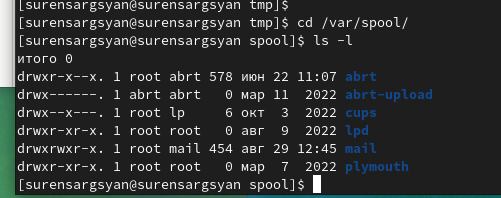 [surensargsyan@surensargsyan tmp]$
[surensargsyan@surensargsyan tmp]$ cd /var/spool/
[surensargsyan@surensargsyan spool]$ ls -l
итого 0
drwxr-x--x. 1 root abrt 578 июн 22 11:07 abrt
drwx------. 1 abrt abrt   0 мар 11  2022 abrt-upload
drwx--x---. 1 root lp     6 окт  3  2022 cups
drwxr-xr-x. 1 root root   0 авг  9  2022 lpd
drwxrwxr-x. 1 root mail 454 авг 29 12:45 mail
drwxr-xr-x. 1 root root   0 мар  7  2022 plymouth
[surensargsyan@surensargsyan spool]$